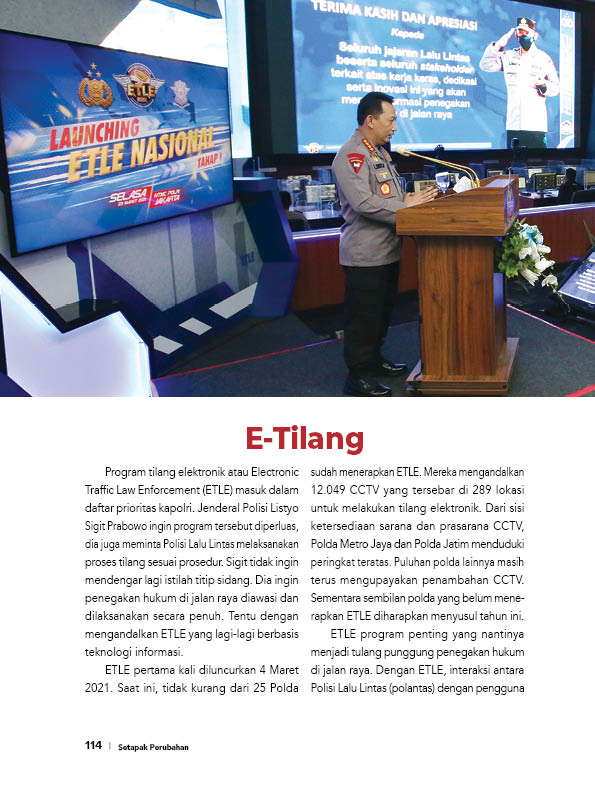 TERIMA KASIH DAN APRESIASI
Kepada
Seluruh jajaran Lalu Lintas
beserta seluruh stakeholder
terkait atas kerja keras, dedikasi
serta inovasi ini yang akan
penegakan
di jalan raya
ETLE
LAUNCHING
ETLE NASIONAL
TAHAP 1
SELASA
NTMC POLRI
JAKARTA
ETLE
E-Tilang
Program tilang elektronik atau Electronic
Traffic Law Enforcement (ETLE) masuk dalam
daftar prioritas kapolri. Jenderal Polisi Listyo
Sigit Prabowo ingin program tersebut diperluas,
dia juga meminta Polisi Lalu Lintas melaksanakan
proses tilang sesuai prosedur. Sigit tidak ingin
mendengar lagi istilah titip sidang. Dia ingin
penegakan hukum di jalan raya diawasi dan
dilaksanakan secara penuh. Tentu dengan
mengandalkan ETLE yang lagi-lagi berbasis
teknologi informasi.
ETLE pertama kali diluncurkan 4 Maret
2021. Saat ini, tidak kurang dari 25 Polda
sudah menerapkan ETLE. Mereka mengandalkan
12.049 CCTV yang tersebar di 289 lokasi
untuk melakukan tilang elektronik. Dari sisi
ketersediaan sarana dan prasarana CCTV,
Polda Metro Jaya dan Polda Jatim menduduki
peringkat teratas. Puluhan polda lainnya masih
terus mengupayakan penambahan CCTV.
Sementara sembilan polda yang belum mene-
rapkan ETLE diharapkan menyusul tahun ini.
ETLE program penting yang nantinya
menjadi tulang punggung penegakan hukum
di jalan raya. Dengan ETLE, interaksi antara
Polisi Lalu Lintas (polantas) dengan pengguna
114 | Setapak Perubahan